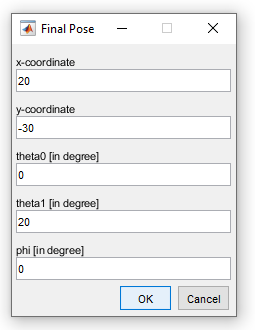 Final Pose
x-coordinate
20
y-coordinate
-30
theta0 [in degree]
0
theta1 [in degree]
20
phi [in degree]
0
OK Cancel